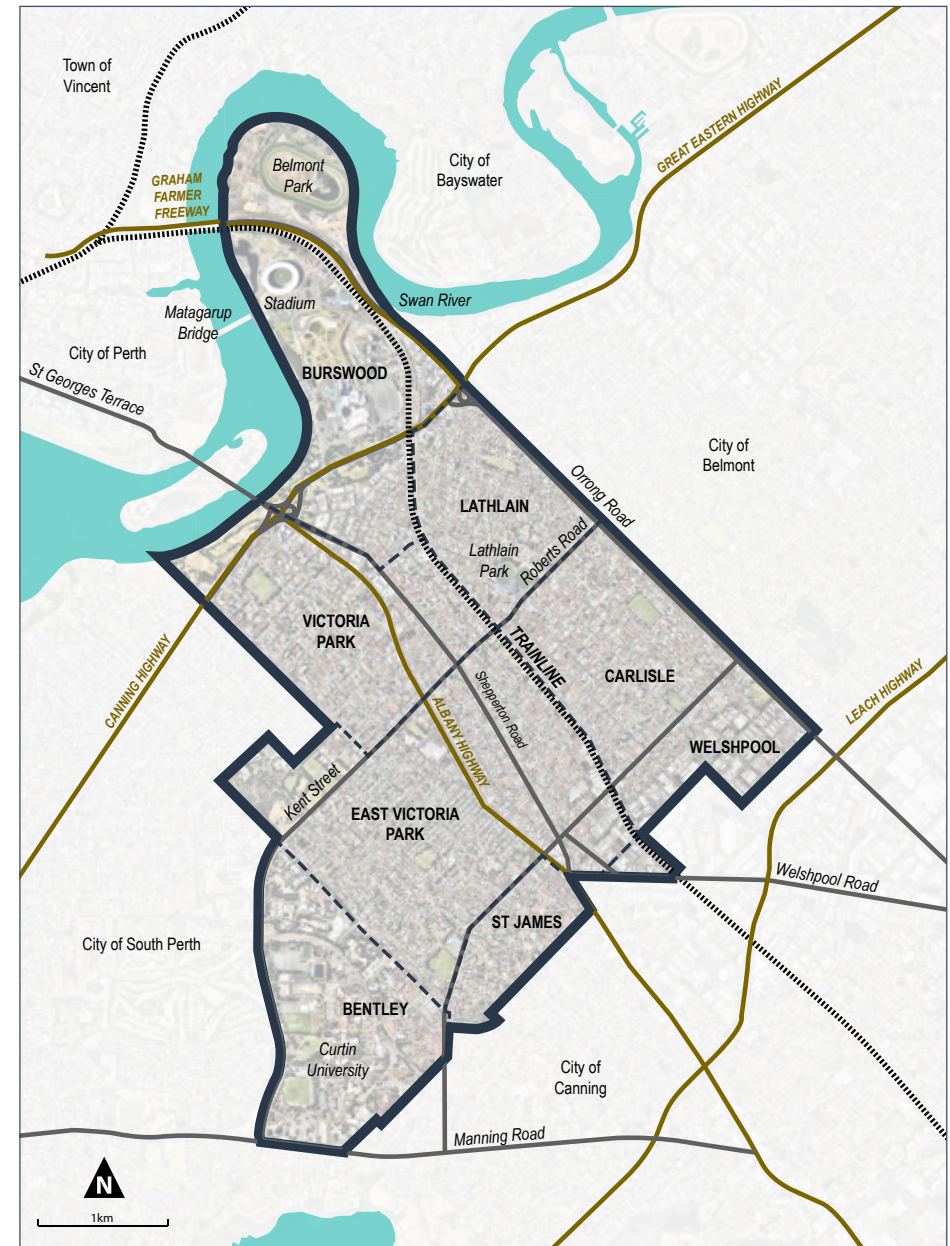 Town of
Vincent
GRAHAM
FARMER
FREEWAY
Belmont
Park
City of
Bayswater
GREAT EASTERN HIGHWAY
Matagarup
Bridge
Stadium
Swan River
City of Perth
St Georges Terrace
BURSWOOD
City of
Belmont
LATHLAIN
Orrong Road
Lathlain
Park
Roberts Road
VICTORIA
PARK
TRAINLINE
CARLISLE
CANNING HIGHWAY
Shepperton Road
ALBANY HIGHWAY
LEACH HIGHWAY
WELSHPOOL
Kent Street
EAST VICTORIA
PARK
Welshpool Road
ST JAMES
City of South Perth
BENTLEY
Curtin
University
City of
Canning
Manning Road
N
1km